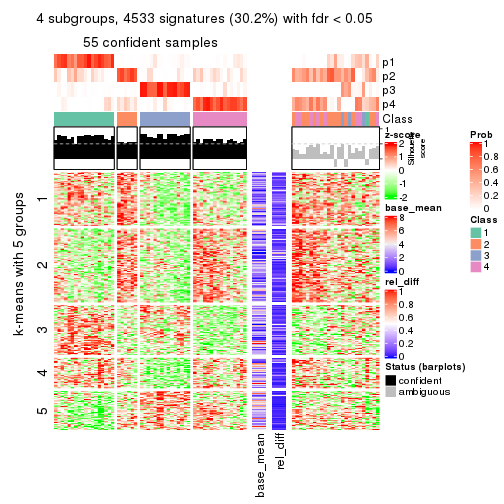 4 subgroups, 4533 signatures (30.2%) with fdr < 0.05
55 confident samples
p1
p2
p3
p4
Class
1
Silhouette
score
z-score
2
1
0
-1
-2
base_mean
8
6
4
2
0
rel_diff
1
0.8
0.6
0.4
0.2
0
Status (barplots)
confident
ambiguous
Prob
1
0.8
0.6
0.4
0.2
0
Class
1
2
3
4
k-means with 5 groups
1
2
3
4
5
base_mean
rel_diff